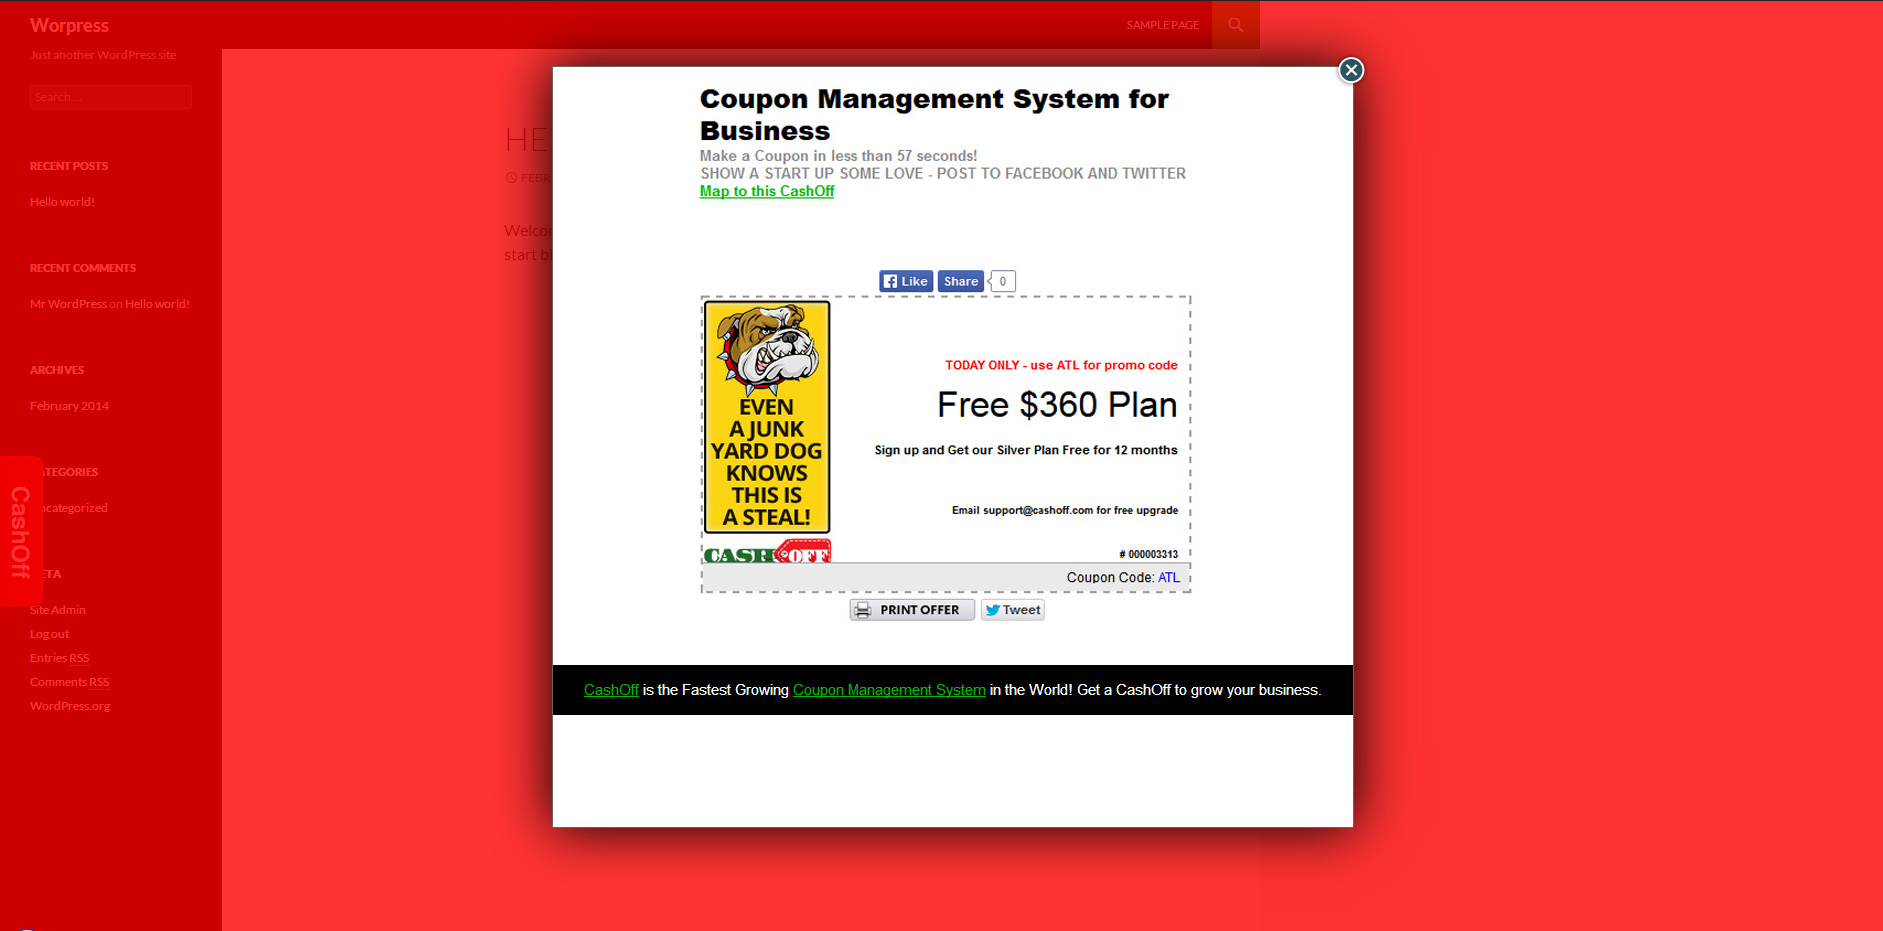 Worpress
SAMPLE PAGE
Just another WordPress site
Search ...
RECENT POSTS
Hello world!
RECENT COMMENTS
Mr WordPress on Hello world!
ARCHIVES
February 2014
ATEGORIES
ncategorized
ETA
Site Admin
Log out
Entries RSS
Comments RSS
WordPress.org
CashOff
HE
FEBR
Welcom
start bl
Coupon Management System for
Business
Make a Coupon in less than 57 seconds!
SHOW A START UP SOME LOVE - POST TO FACEBOOK AND TWITTER
Map to this CashOff
Like Share 0
EVEN
A JUNK
YARD DOG
KNOWS
THIS IS
A STEAL!
CASH OFF
TODAY ONLY - use ATL for promo code
Free $360 Plan
Sign up and Get our Silver Plan Free for 12 months
Email support@cashoff.com for free upgrade
# 000003313
Coupon Code: ATL
PRINT OFFER Tweet
CashOff is the Fastest Growing Coupon Management System in the World! Get a CashOff to grow your business.